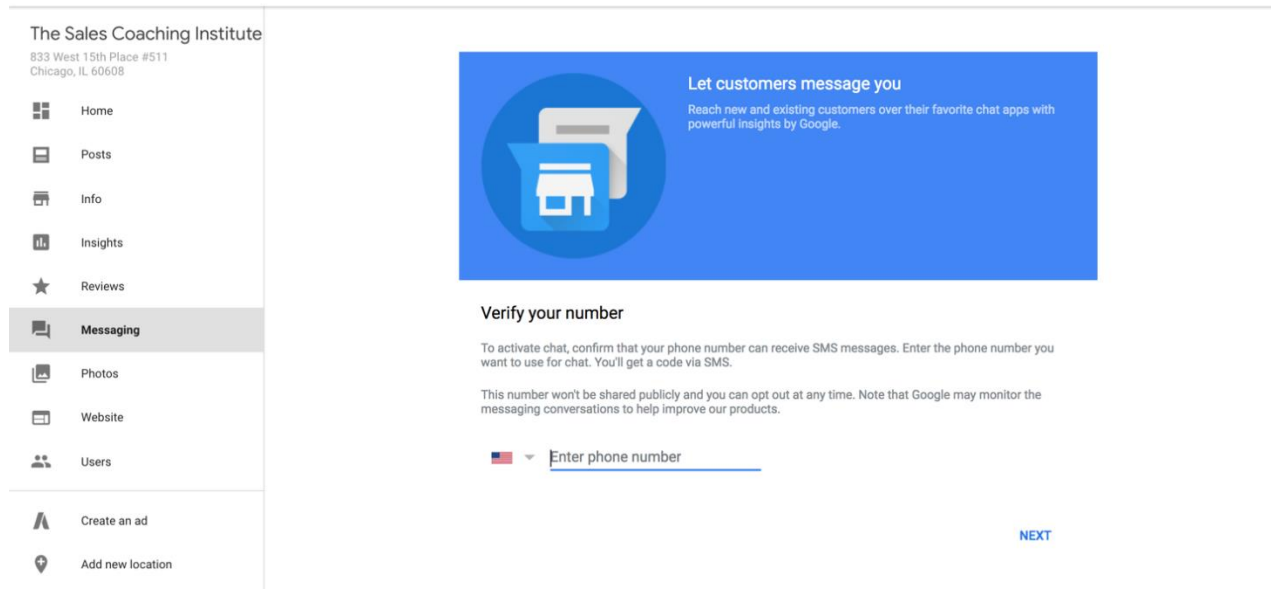 The Sales Coaching Institute
833 West 15th Place #511
Chicago, IL 60608
Home
Posts
Info
Insights
Reviews
Messaging
Photos
Website
Users
Create an ad
Add new location
Let customers message you
Reach new and existing customers over their favorite chat apps with
powerful insights by Google.
Verify your number
To activate chat, confirm that your phone number can receive SMS messages. Enter the phone number you
want to use for chat. You'll get a code via SMS.
This number won't be shared publicly and you can opt out at any time. Note that Google may monitor the
messaging conversations to help improve our products.
Enter phone number
NEXT